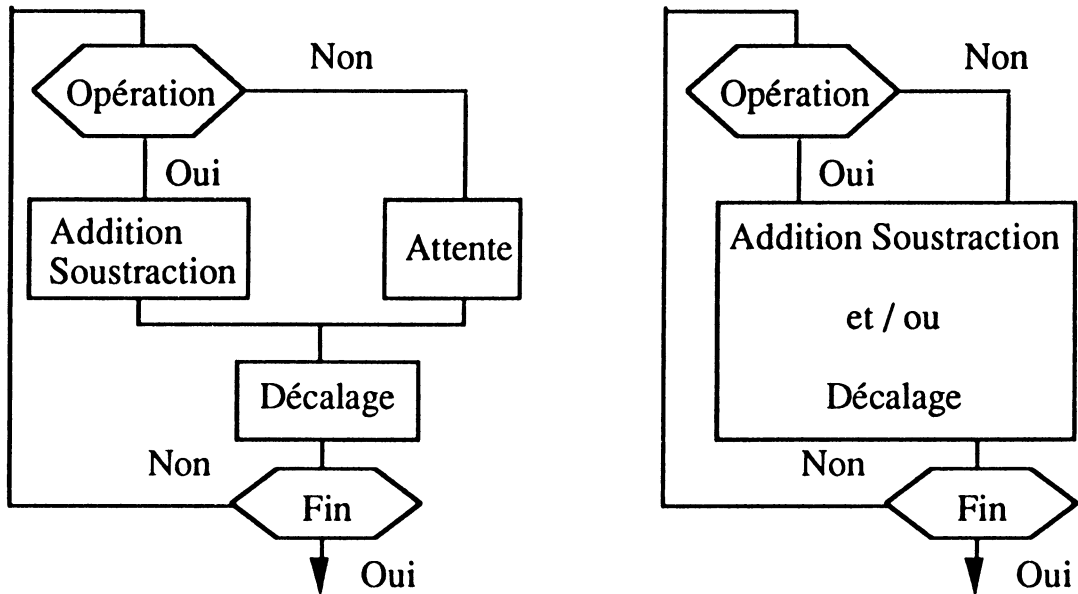 Non
Opération
Oui
Addition
Soustraction
Attente
Décalage
Non
Fin
Oui
Non
Opération
Oui
Addition Soustraction
et / ou
Décalage
Non
Fin
Oui